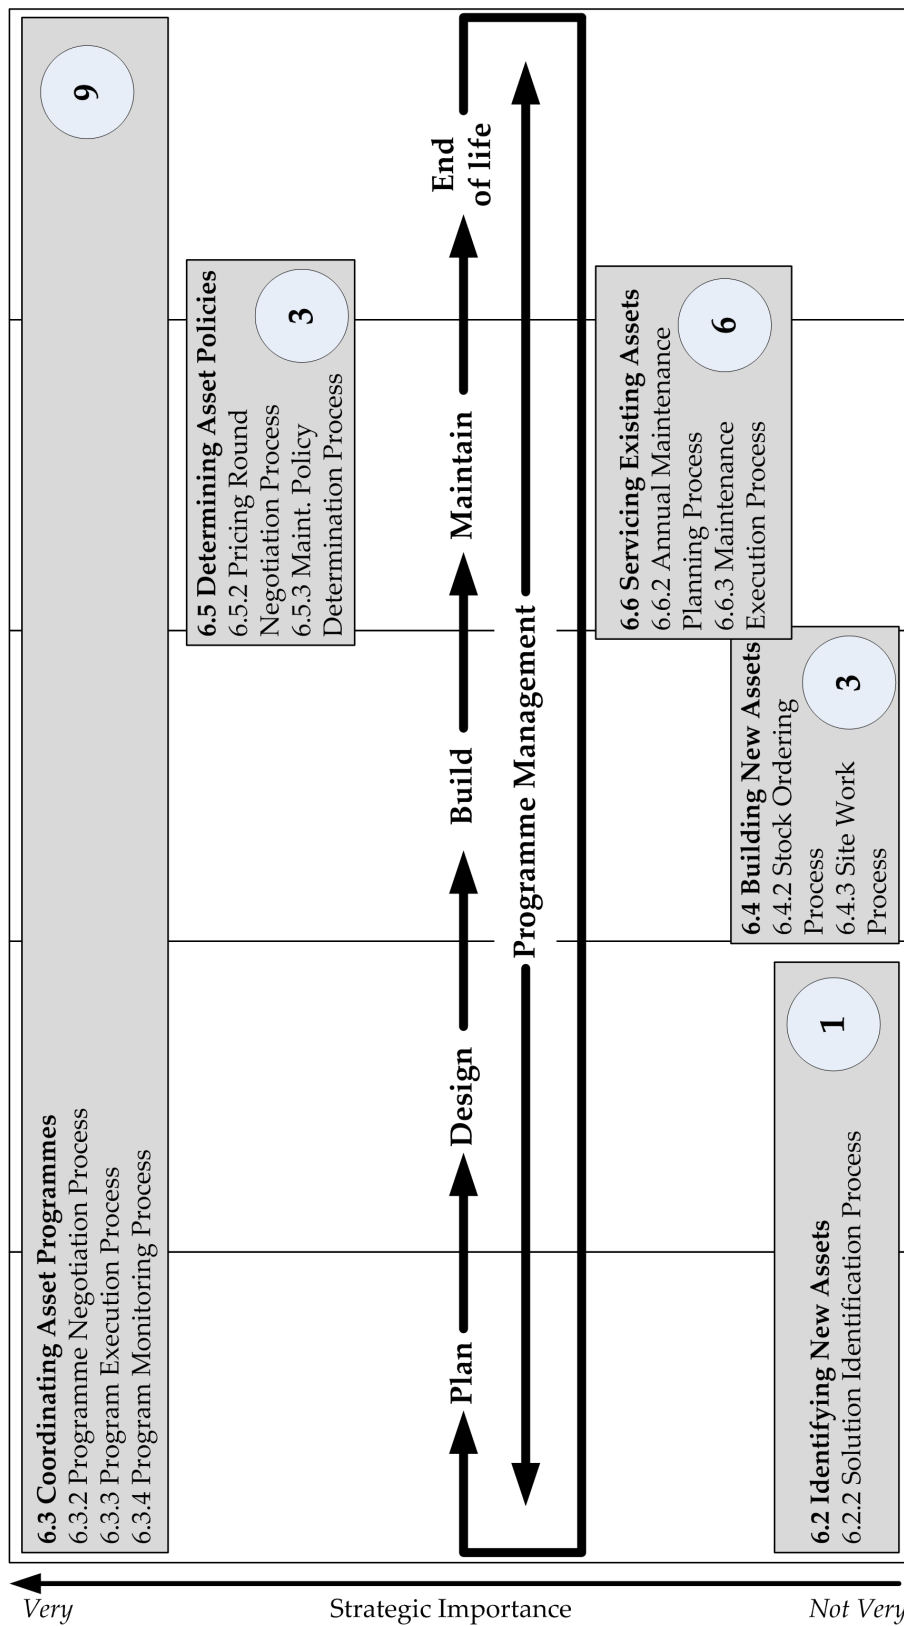 6.3 Coordinating Asset Programmes
6.3.2 Programme Negotiation Process
6.3.3 Program Execution Process
6.3.4 Program Monitoring Process
9
6.5 Determining Asset Policies
6.5.2 Pricing Round
Negotiation Process
6.5.3 Maint. Policy
Determination Process
3
Plan
Design
Build
Maintain
End
of life
Programme Management
6.6 Servicing Existing Assets
6.6.2 Annual Maintenance
Planning Process
6.6.3 Maintenance
Execution Process
6
6.4 Building New Assets
6.4.2 Stock Ordering
Process
6.4.3 Site Work
Process
3
6.2 Identifying New Assets
6.2.2 Solution Identification Process
1
Very
Strategic Importance
Not Very